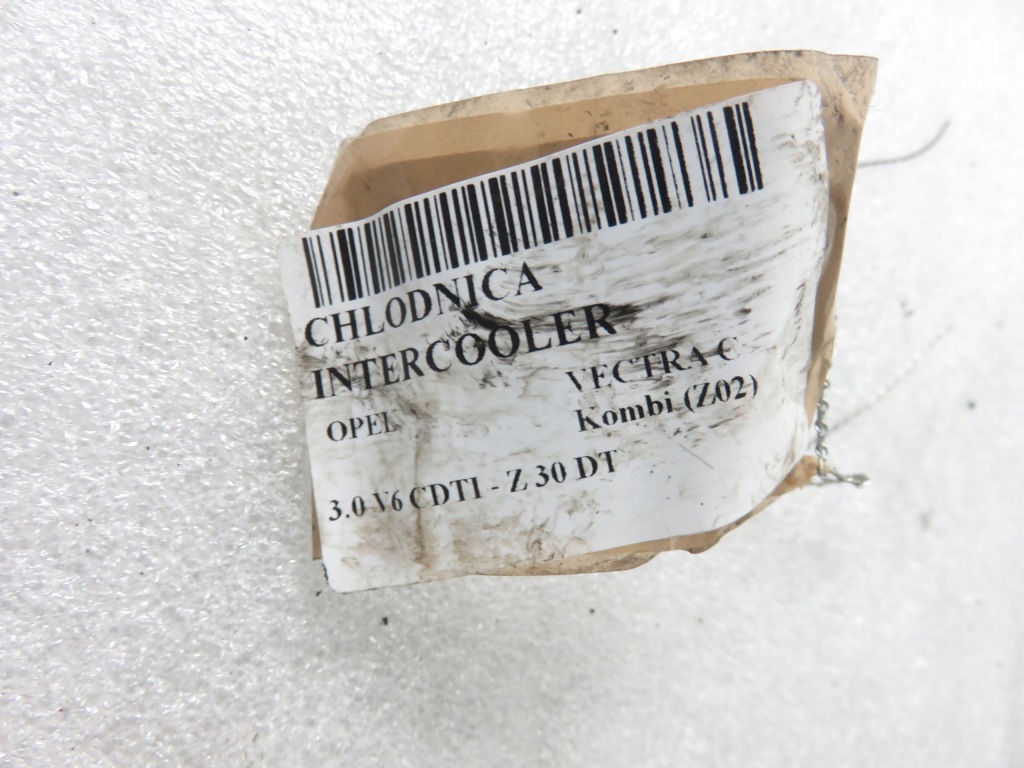 CHLODNICA
INTERCOOLER
OPEL VECTRA C
Kombi (Z02)
3.0 V6 CDTI - Z 30 DT